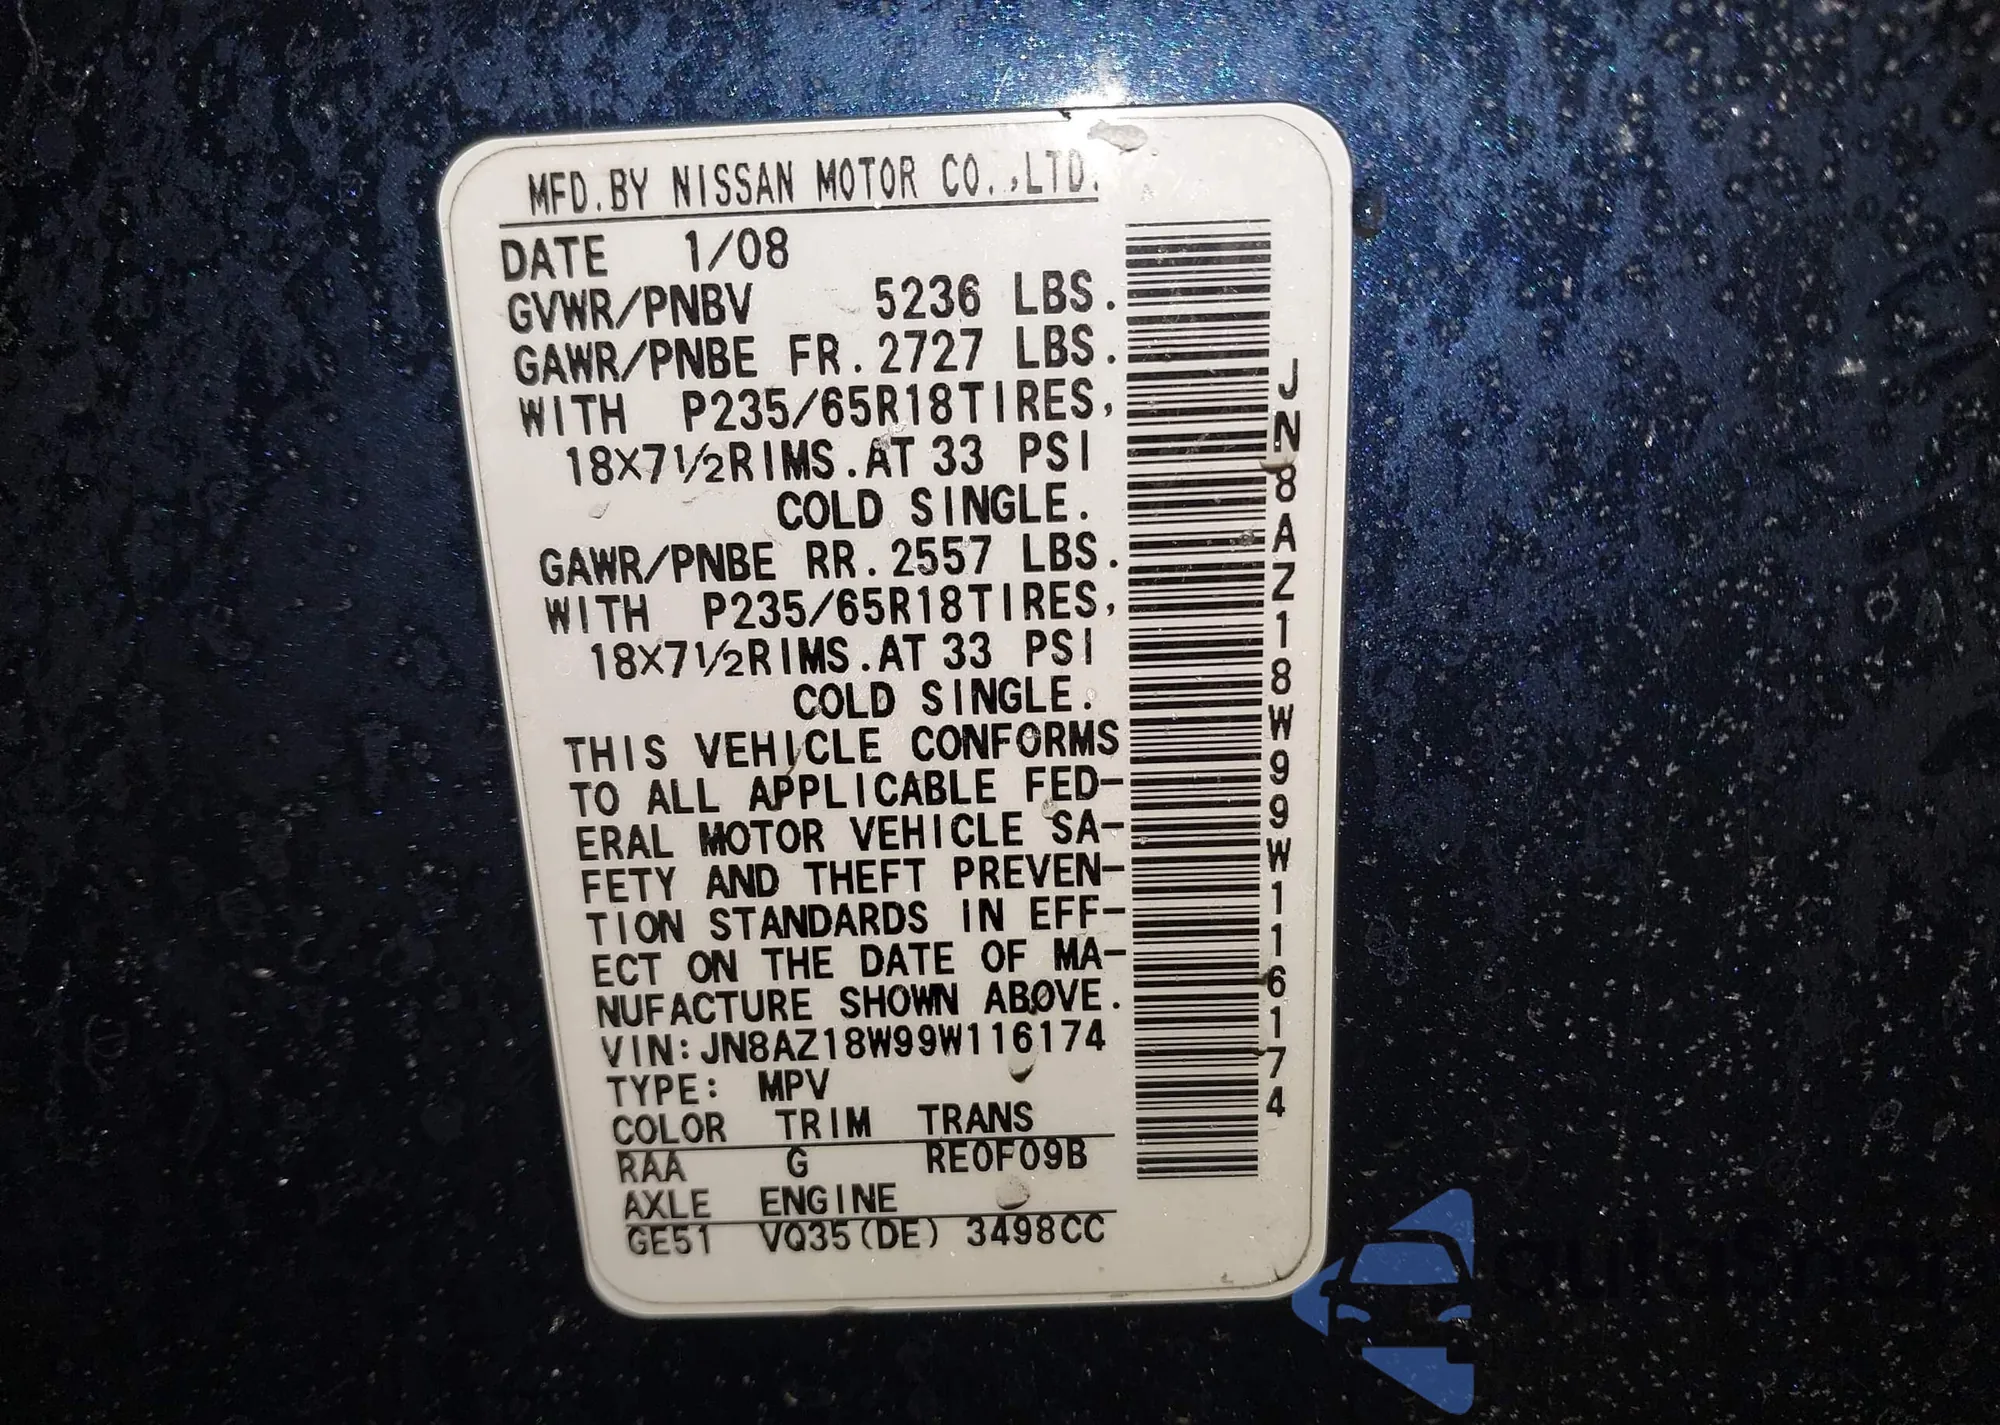 MFD.BY NISSAN MOTOR CO.,LTD.
DATE 1/08
GVWR/PNBV 5236 LBS.
GAWR/PNBE FR.2727 LBS.
WITH P235/65R18TIRES,
18X7½RIMS.AT 33 PSI
COLD SINGLE.
GAWR/PNBE RR.2557 LBS.
WITH P235/65R18TIRES,
18X7½RIMS.AT 33 PSI
COLD SINGLE.
THIS VEHICLE CONFORMS
TO ALL APPLICABLE FED-
ERAL MOTOR VEHICLE SA-
FETY AND THEFT PREVEN-
TION STANDARDS IN EFF-
ECT ON THE DATE OF MA-
NUFACTURE SHOWN ABOVE.
VIN:JN8AZ18W99W116174
TYPE: MPV
COLOR TRIM TRANS
RAA G RE0F09B
AXLE ENGINE
GE51 VQ35(DE) 3498CC
JN8AZ18W99W116174